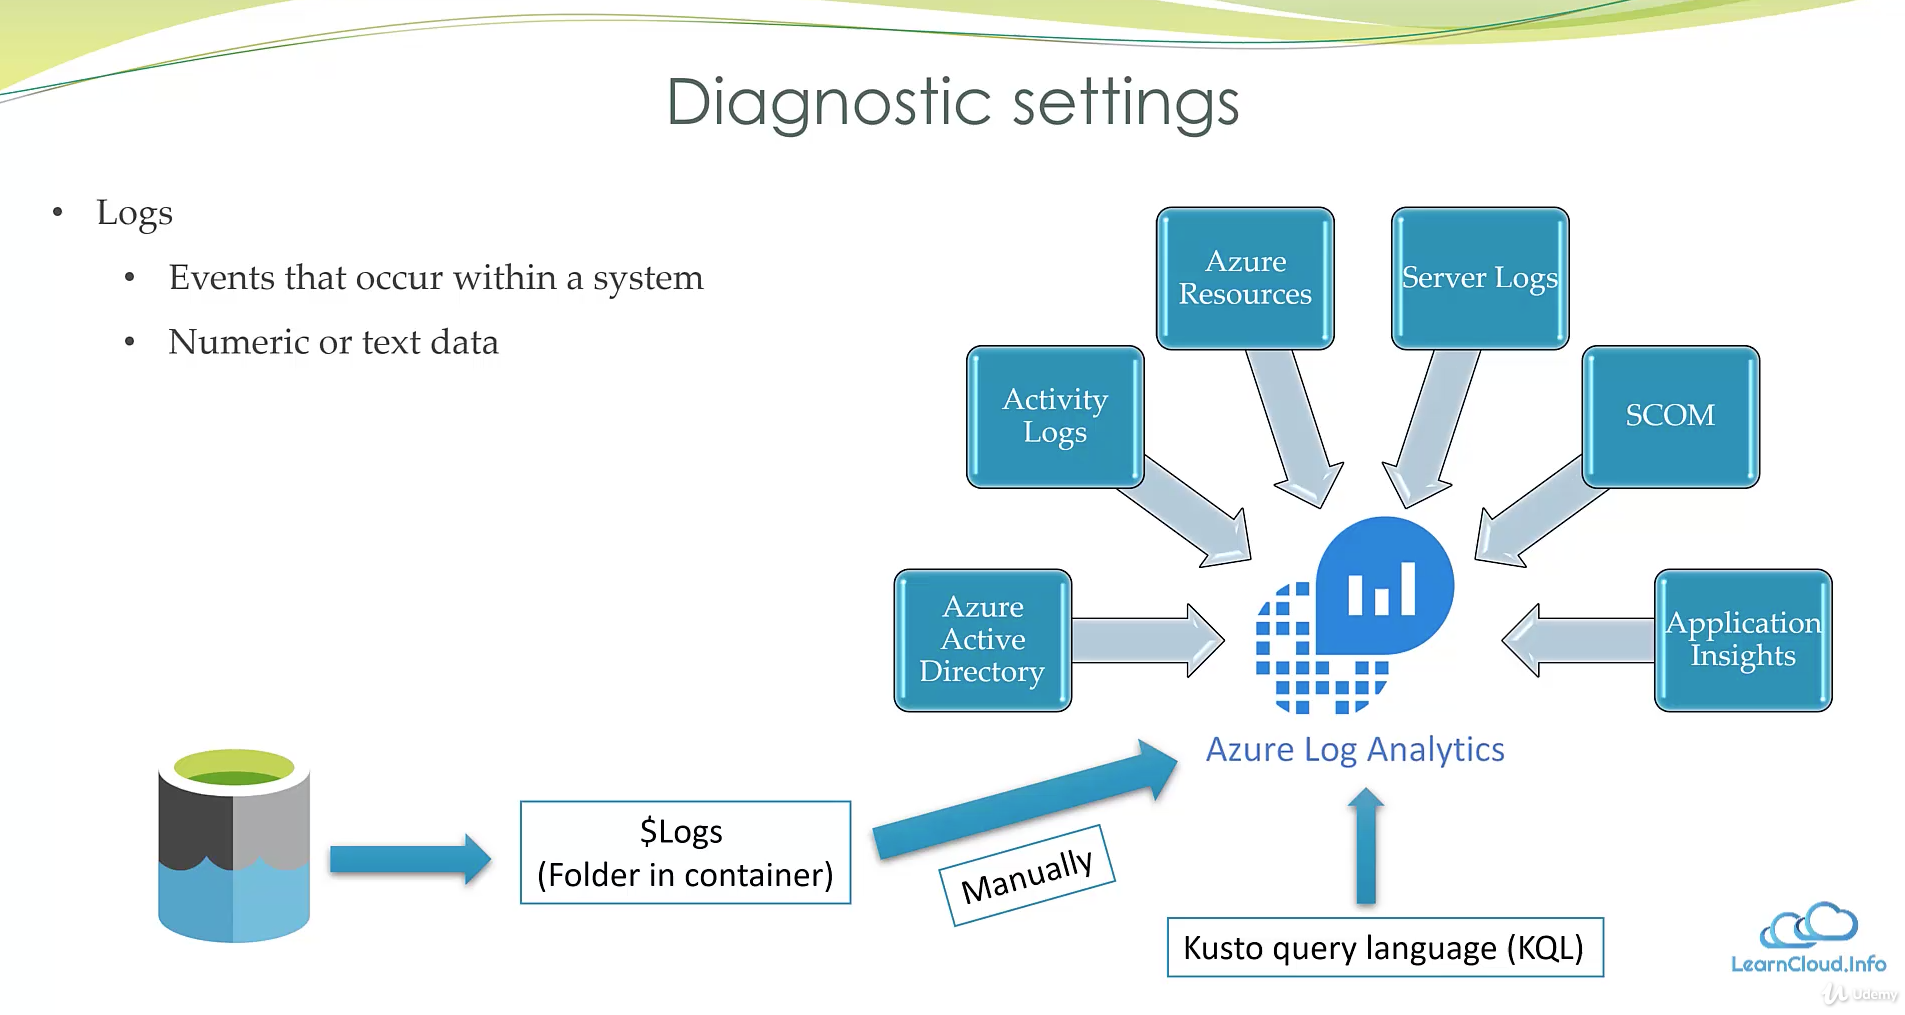 Diagnostic settings
• Logs
• Events that occur within a system
• Numeric or text data
Azure
Resources
Server Logs
Activity
Logs
SCOM
Azure
Active
Directory
Application
Insights
Azure Log Analytics
$Logs
(Folder in container)
Manually
Kusto query language (KQL)
LearnCloud.Info
Udemy